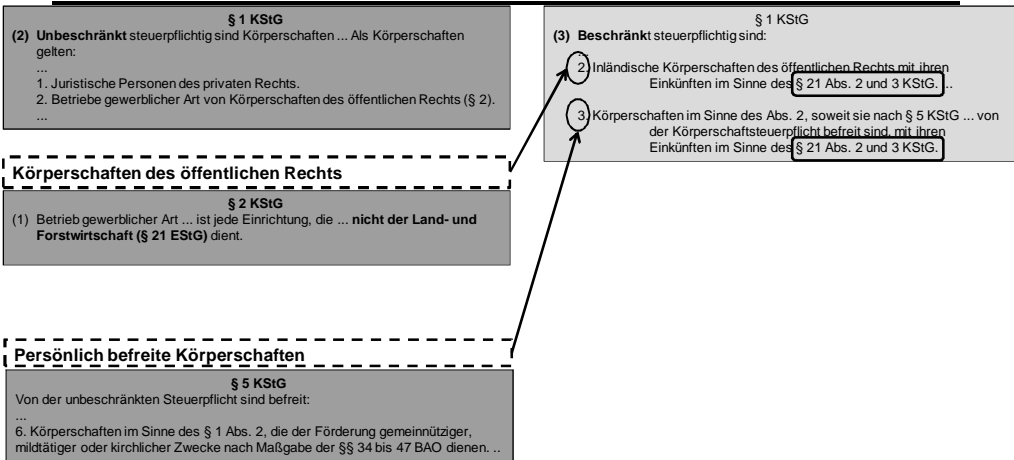 § 1 KStG
(2) Unbeschränkt steuerpflichtig sind Körperschaften ... Als Körperschaften
gelten:
...
1. Juristische Personen des privaten Rechts.
2. Betriebe gewerblicher Art von Körperschaften des öffentlichen Rechts (§ 2).
...
§ 1 KStG
(3) Beschränkt steuerpflichtig sind:
...
2. Inländische Körperschaften des öffentlichen Rechts mit ihren
Einkünften im Sinne des § 21 Abs. 2 und 3 KStG. ..
3. Körperschaften im Sinne des Abs. 2, soweit sie nach § 5 KStG ... von
der Körperschaftsteuerpflicht befreit sind, mit ihren
Einkünften im Sinne des § 21 Abs. 2 und 3 KStG.
Körperschaften des öffentlichen Rechts
§ 2 KStG
(1) Betrieb gewerblicher Art ... ist jede Einrichtung, die ... nicht der Land- und
Forstwirtschaft (§ 21 EStG) dient.
Persönlich befreite Körperschaften
§ 5 KStG
Von der unbeschränkten Steuerpflicht sind befreit:
...
6. Körperschaften im Sinne des § 1 Abs. 2, die der Förderung gemeinnütziger,
mildtätiger oder kirchlicher Zwecke nach Maßgabe der §§ 34 bis 47 BAO dienen. ..